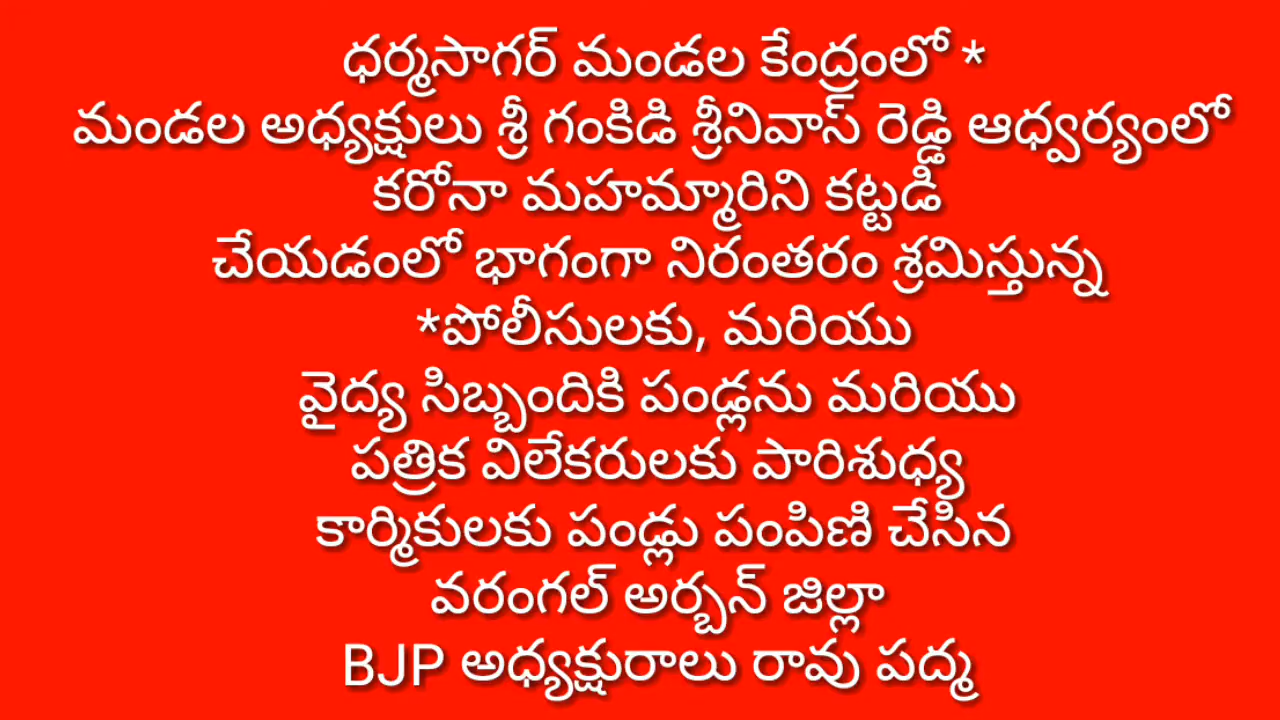 ధర్మసాగర్ మండల కేంద్రంలో *
మండల అధ్యక్షులు శ్రీ గంకిడి శ్రీనివాస్ రెడ్డి ఆధ్వర్యంలో
కరోనా మహమ్మారిని కట్టడి
చేయడంలో భాగంగా నిరంతరం శ్రమిస్తున్న
*పోలీసులకు, మరియు
వైద్య సిబ్బందికి పండ్లను మరియు
పత్రిక విలేకరులకు పారిశుధ్య
కార్మికులకు పండ్లు పంపిణి చేసిన
వరంగల్ అర్బన్ జిల్లా
BJP అధ్యక్షురాలు రావు పద్మ